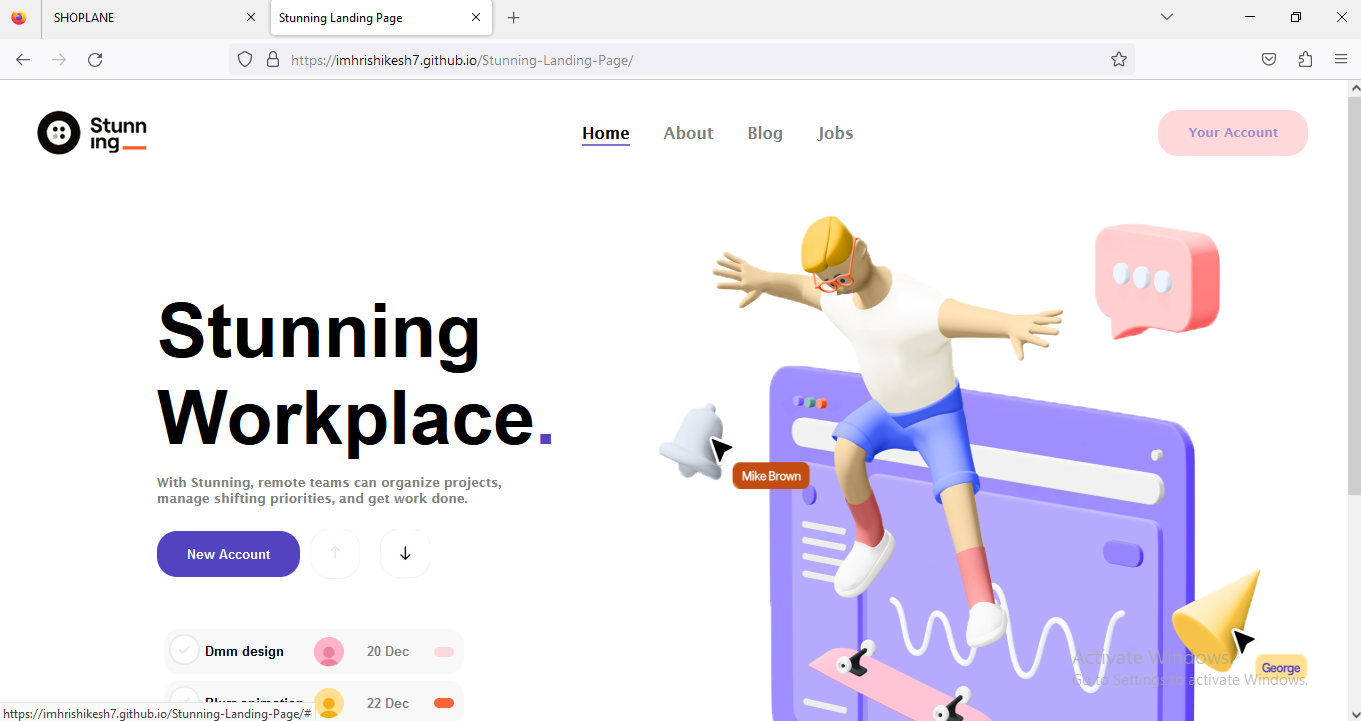 SHOPLANE
Stunning Landing Page
https://imhrishikesh7.github.io/Stunning-Landing-Page/
Stunn
ing
Home About Blog Jobs
Your Account
Stunning
Workplace.
With Stunning, remote teams can organize projects,
manage shifting priorities, and get work done.
New Account
Mike Brown
George
Dmm design 20 Dec
22 Dec
Activate Windows
Go to Settings to activate Windows.
https://imhrishikesh7.github.io/Stunning-Landing-Page/#